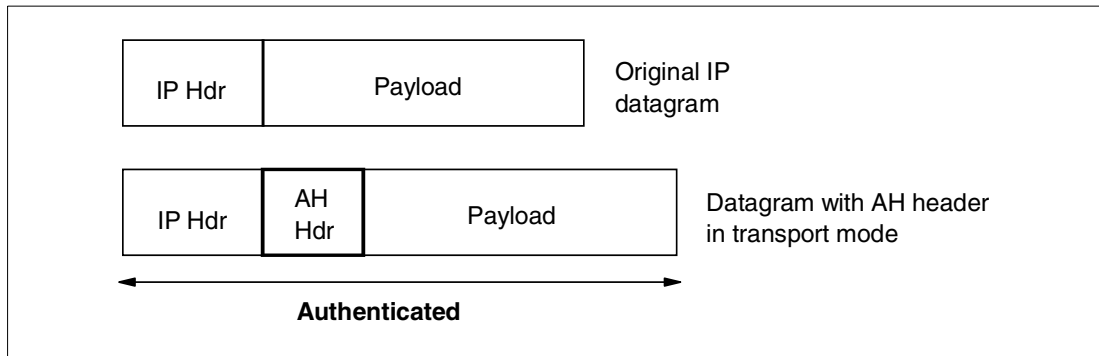 IP Hdr
Payload
Original IP
datagram
IP Hdr
AH
Hdr
Payload
Datagram with AH header
in transport mode
Authenticated